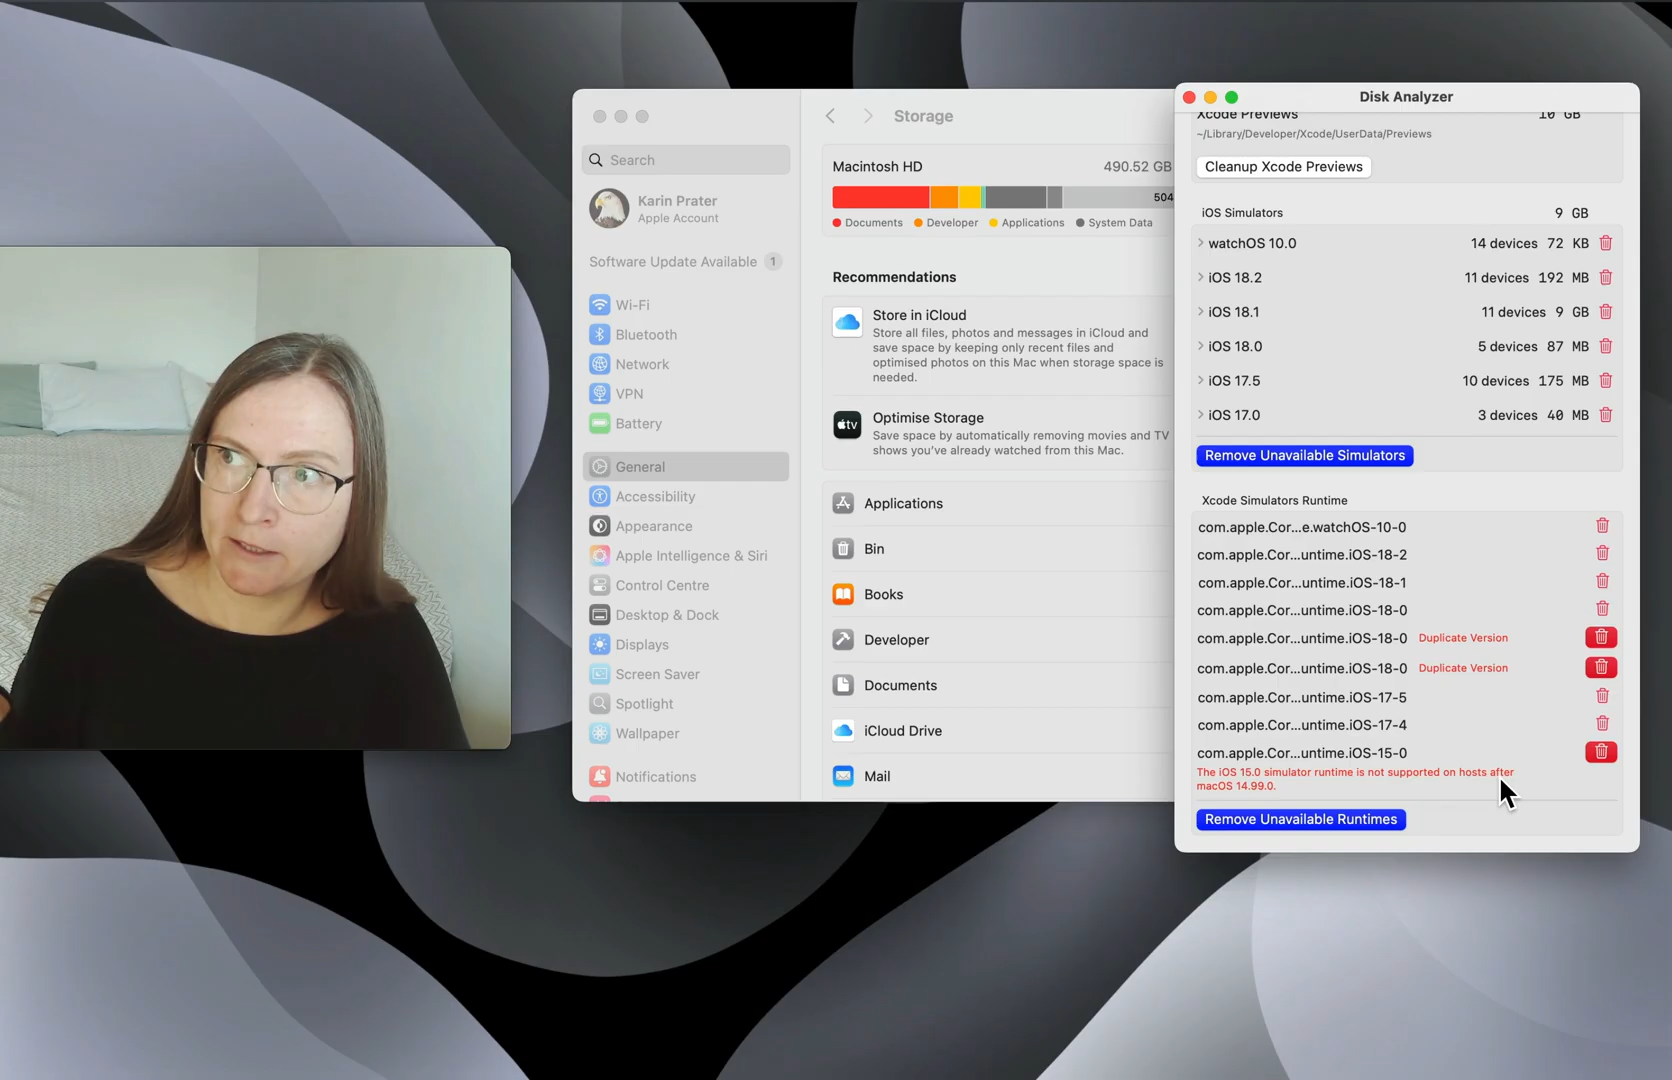 Storage
Search
Karin Prater
Apple Account
Software Update Available 1
Wi-Fi
Bluetooth
Network
VPN
Battery
General
Accessibility
Appearance
Apple Intelligence & Siri
Control Centre
Desktop & Dock
Displays
Screen Saver
Spotlight
Wallpaper
Notifications
Macintosh HD 490.52 GB
504
Documents Developer Applications System Data
Recommendations
Store in iCloud
Store all files, photos and messages in iCloud and
save space by keeping only recent files and
optimised photos on this Mac when storage space is
needed.
tv
Optimise Storage
Save space by automatically removing movies and TV
shows you've already watched from this Mac.
Applications
Bin
Books
Developer
Documents
iCloud Drive
Mail
Disk Analyzer
Xcode Previews 10 GB
~/Library/Developer/Xcode/UserData/Previews
Cleanup Xcode Previews
iOS Simulators 9 GB
watchOS 10.0 14 devices 72 KB
iOS 18.2 11 devices 192 MB
iOS 18.1 11 devices 9 GB
iOS 18.0 5 devices 87 MB
iOS 17.5 10 devices 175 MB
iOS 17.0 3 devices 40 MB
Remove Unavailable Simulators
Xcode Simulators Runtime
com.apple.Cor...e.watchOS-10-0
com.apple.Cor...untime.iOS-18-2
com.apple.Cor...untime.iOS-18-1
com.apple.Cor...untime.iOS-18-0
com.apple.Cor...untime.iOS-18-0 Duplicate Version
com.apple.Cor...untime.iOS-18-0 Duplicate Version
com.apple.Cor...untime.iOS-17-5
com.apple.Cor...untime.iOS-17-4
com.apple.Cor...untime.iOS-15-0
The iOS 15.0 simulator runtime is not supported on hosts after
macOS 14.99.0.
Remove Unavailable Runtimes